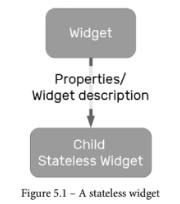 Widget
Properties/
Widget description
Child
Stateless Widget
Figure 5.1 – A stateless widget